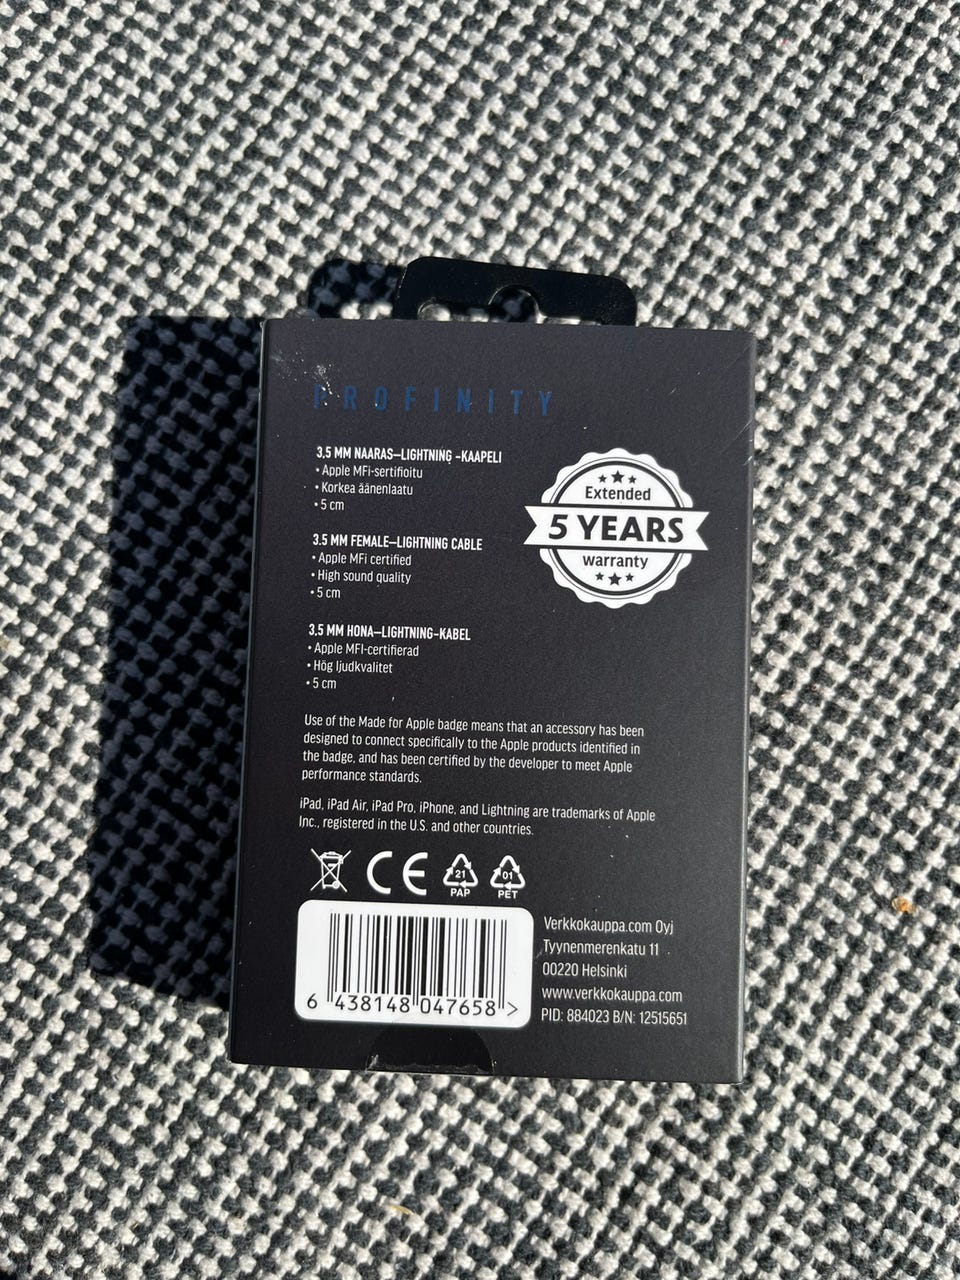 PROFINITY
3,5 MM NAARAS–LIGHTNING -KAAPELI
• Apple MFi-sertifioitu
• Korkea äänenlaatu
• 5 cm
3.5 MM FEMALE–LIGHTNING CABLE
• Apple MFi certified
• High sound quality
• 5 cm
3,5 MM HONA–LIGHTNING-KABEL
• Apple MFI-certifierad
• Hög ljudkvalitet
• 5 cm
Extended
5 YEARS
warranty
Use of the Made for Apple badge means that an accessory has been
designed to connect specifically to the Apple products identified in
the badge, and has been certified by the developer to meet Apple
performance standards.
iPad, iPad Air, iPad Pro, iPhone, and Lightning are trademarks of Apple
Inc., registered in the U.S. and other countries.
CE
21
PAP
01
PET
6 438148 047658 >
Verkkokauppa.com Oyj
Tyynenmerenkatu 11
00220 Helsinki
www.verkkokauppa.com
PID: 884023 B/N: 12515651